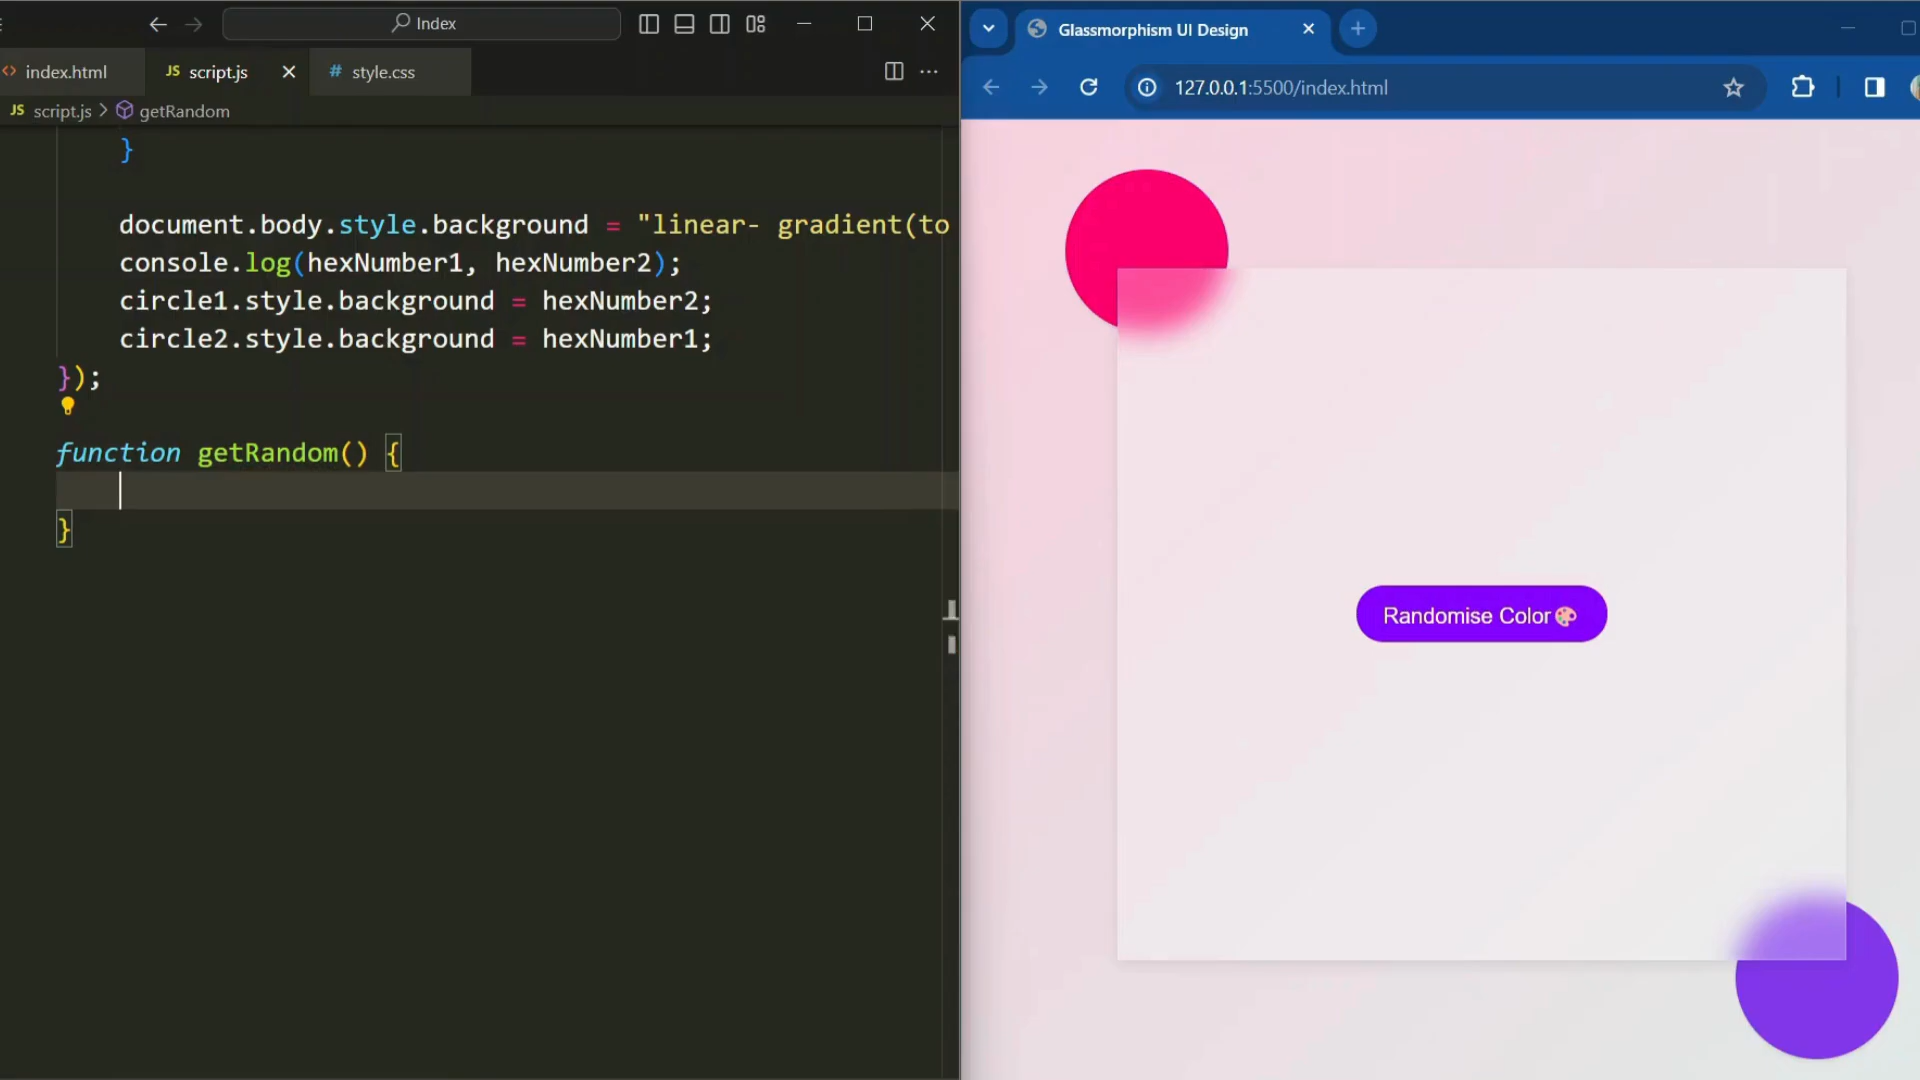 Index
index.html
JS script.js
# style.css
JS script.js > getRandom
}
document.body.style.background = "linear- gradient(to
console.log(hexNumber1, hexNumber2);
circle1.style.background = hexNumber2;
circle2.style.background = hexNumber1;
});
function getRandom() {
}
Glassmorphism UI Design
127.0.0.1:5500/index.html
Randomise Color